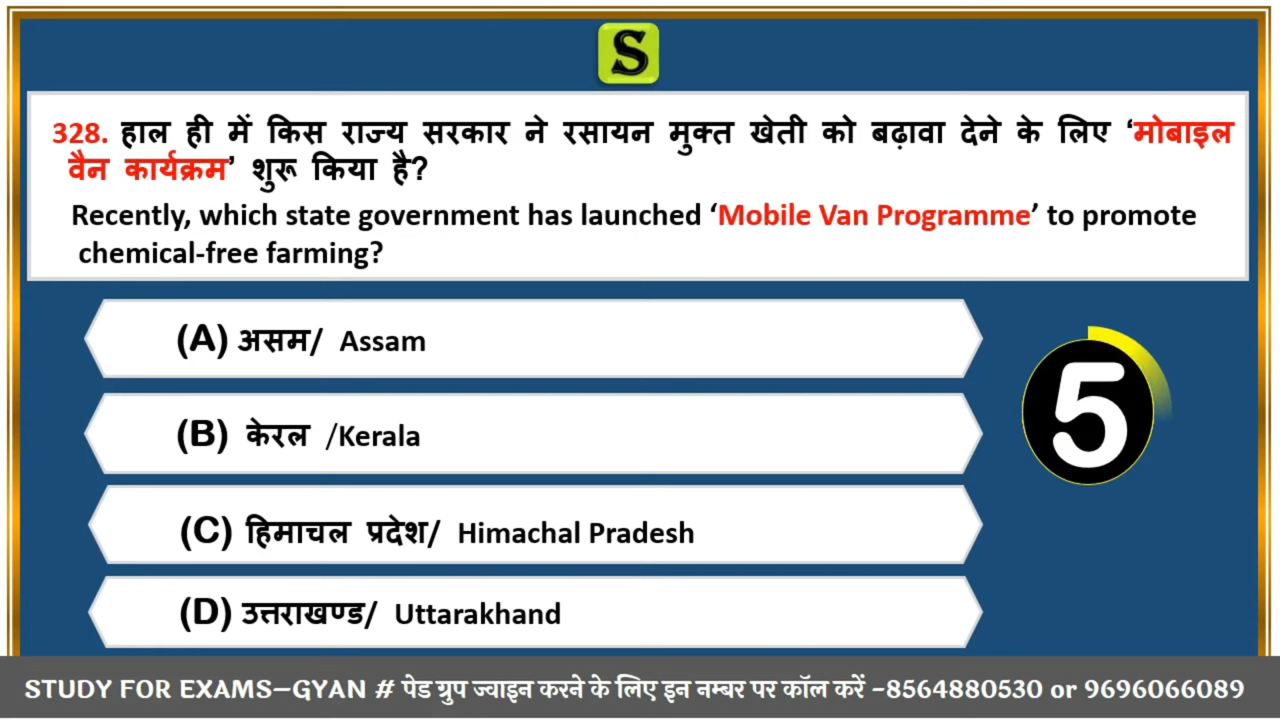 S
328. हाल ही में किस राज्य सरकार ने रसायन मुक्त खेती को बढ़ावा देने के लिए ‘मोबाइल
वैन कार्यक्रम’ शुरू किया है?
Recently, which state government has launched ‘Mobile Van Programme’ to promote
chemical-free farming?
(A) असम/ Assam
(B) केरल /Kerala
(C) हिमाचल प्रदेश/ Himachal Pradesh
(D) उत्तराखण्ड/ Uttarakhand
5
STUDY FOR EXAMS–GYAN # पेड ग्रुप ज्वाइन करने के लिए इन नम्बर पर कॉल करें –8564880530 or 9696066089